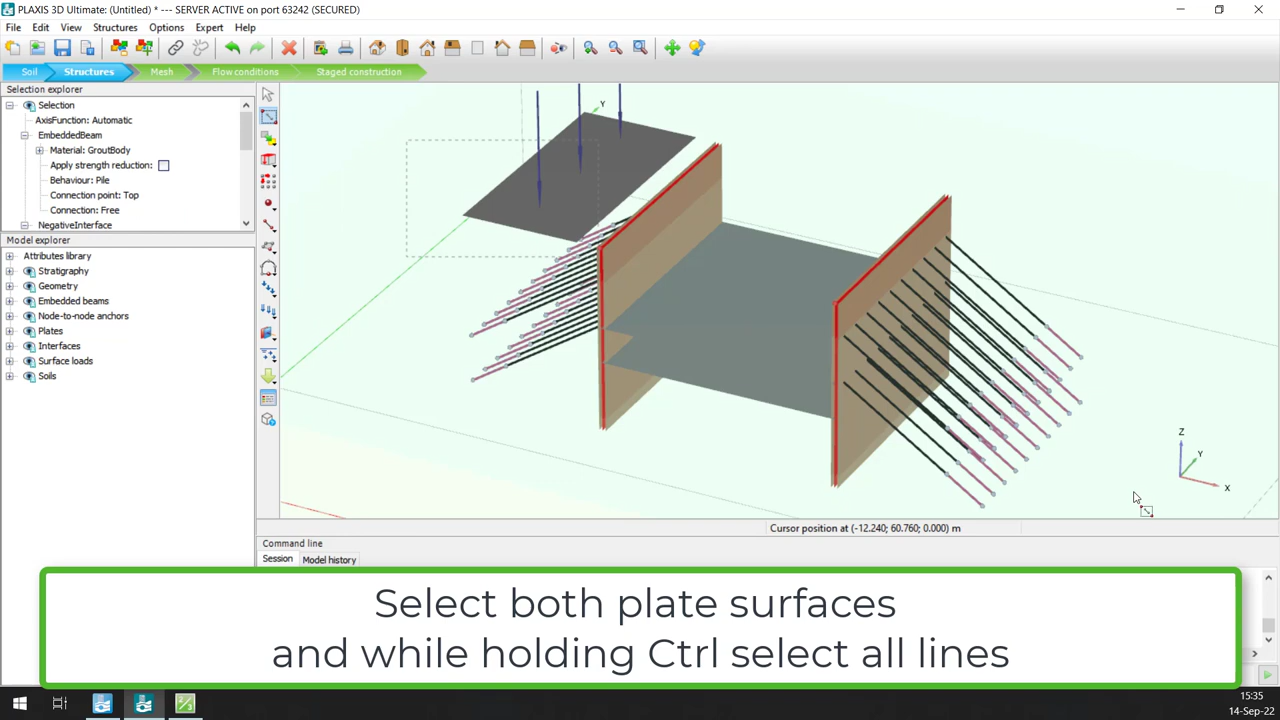 PLAXIS 3D Ultimate: (Untitled) * --- SERVER ACTIVE on port 63242 (SECURED)
File Edit View Structures Options Expert Help
Soil Structures Mesh Flow conditions Staged construction
Selection explorer
Selection
AxisFunction: Automatic
EmbeddedBeam
Material: GroutBody
Apply strength reduction:
Behaviour: Pile
Connection point: Top
Connection: Free
NegativeInterface
Model explorer
Attributes library
Stratigraphy
Geometry
Embedded beams
Node-to-node anchors
Plates
Interfaces
Surface loads
Soils
Y
Z
Y
X
Cursor position at (-12.240; 60.760; 0.000) m
Command line
Session Model history
Select both plate surfaces
and while holding Ctrl select all lines
15:35
14-Sep-22